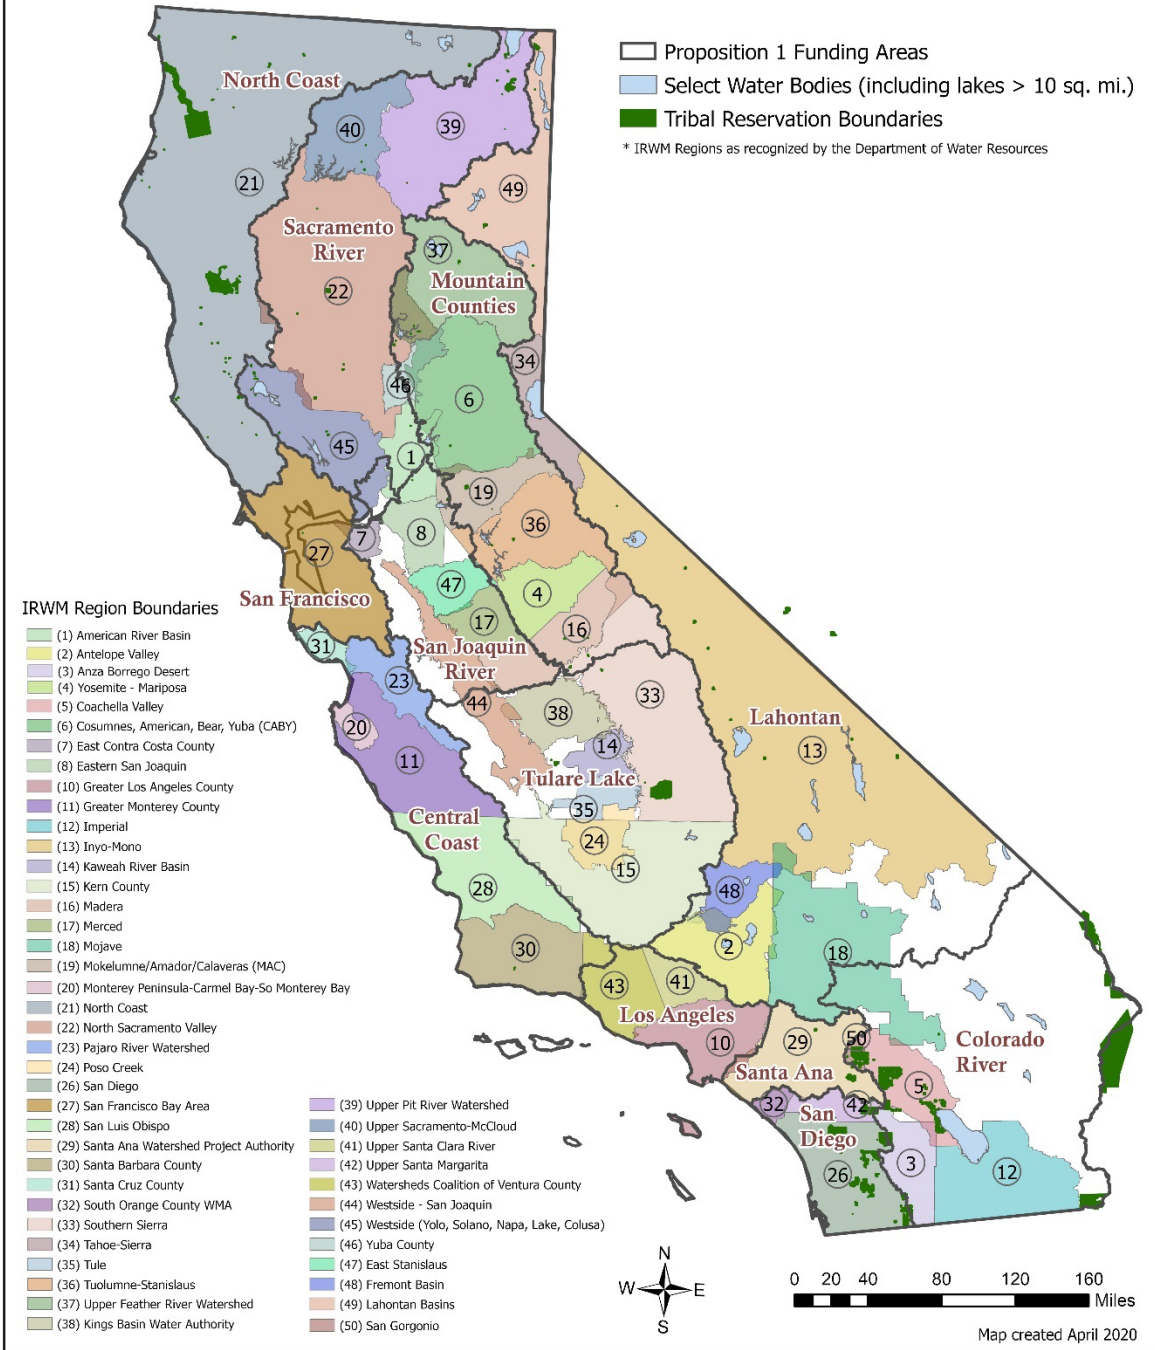 Proposition 1 Funding Areas
Select Water Bodies (including lakes > 10 sq. mi.)
Tribal Reservation Boundaries
* IRWM Regions as recognized by the Department of Water Resources
North Coast
40
39
21
49
Sacramento
River
37
Mountain
Counties
22
34
46
6
45
1
19
36
7
8
27
47
4
San Francisco
17
16
31
San Joaquin
River
23
33
44
38
20
Lahontan
14
13
11
Tulare Lake
35
Central
Coast
24
15
28
48
30
2
18
43
41
Los Angeles
10
29
50
Colorado
River
Santa Ana
5
32
42
San
Diego
26
3
12
IRWM Region Boundaries
(1) American River Basin
(2) Antelope Valley
(3) Anza Borrego Desert
(4) Yosemite - Mariposa
(5) Coachella Valley
(6) Cosumnes, American, Bear, Yuba (CABY)
(7) East Contra Costa County
(8) Eastern San Joaquin
(10) Greater Los Angeles County
(11) Greater Monterey County
(12) Imperial
(13) Inyo-Mono
(14) Kaweah River Basin
(15) Kern County
(16) Madera
(17) Merced
(18) Mojave
(19) Mokelumne/Amador/Calaveras (MAC)
(20) Monterey Peninsula-Carmel Bay-So Monterey Bay
(21) North Coast
(22) North Sacramento Valley
(23) Pajaro River Watershed
(24) Poso Creek
(26) San Diego
(27) San Francisco Bay Area
(28) San Luis Obispo
(29) Santa Ana Watershed Project Authority
(30) Santa Barbara County
(31) Santa Cruz County
(32) South Orange County WMA
(33) Southern Sierra
(34) Tahoe-Sierra
(35) Tule
(36) Tuolumne-Stanislaus
(37) Upper Feather River Watershed
(38) Kings Basin Water Authority
(39) Upper Pit River Watershed
(40) Upper Sacramento-McCloud
(41) Upper Santa Clara River
(42) Upper Santa Margarita
(43) Watersheds Coalition of Ventura County
(44) Westside - San Joaquin
(45) Westside (Yolo, Solano, Napa, Lake, Colusa)
(46) Yuba County
(47) East Stanislaus
(48) Fremont Basin
(49) Lahontan Basins
(50) San Gorgonio
N
W E
S
0 20 40 80 120 160
Miles
Map created April 2020